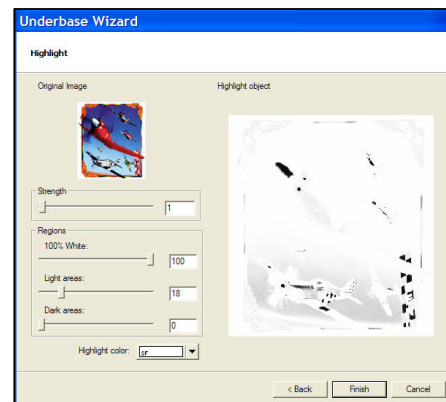 Underbase Wizard
Highlight
Original Image
Highlight object
Strength
1
Regions
100% White:
100
Light areas:
18
Dark areas:
0
Highlight color:
SF
< Back
Finish
Cancel